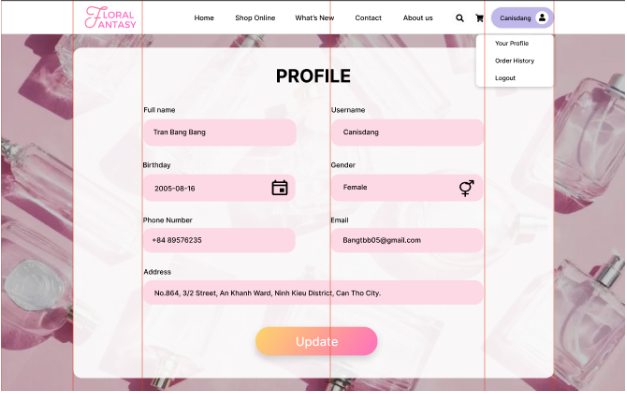 FLORAL
FANTASY
Home Shop Online What's New Contact About us Canisdang
Your Profile
Order History
Logout
PROFILE
Full name Username
Tran Bang Bang Canisdang
Birthday Gender
2005-08-16 Female
Phone Number Email
+84 89576235 Bangtbb05@gmail.com
Address
No.864, 3/2 Street, An Khanh Ward, Ninh Kieu District, Can Tho City.
Update